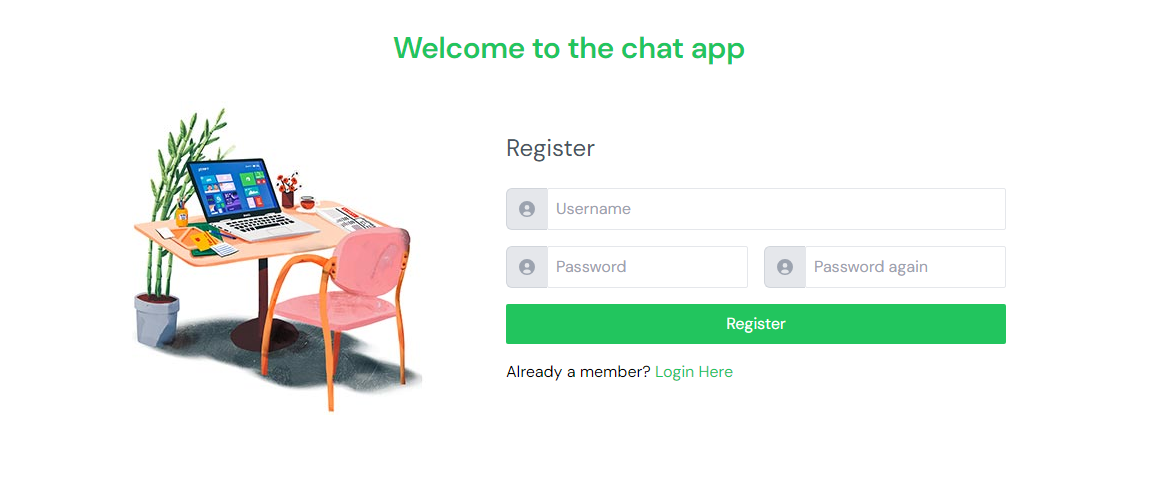 Welcome to the chat app
Register
Username
Password
Password again
Register
Already a member? Login Here